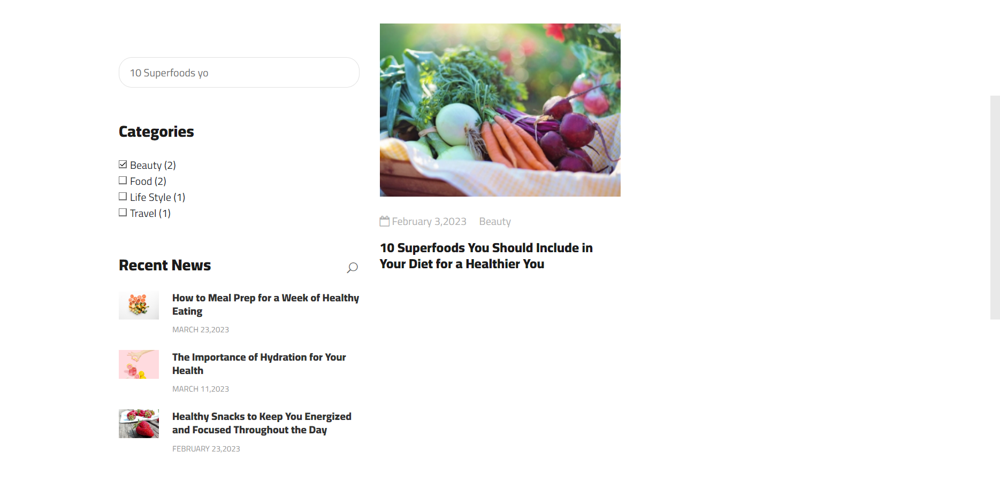 10 Superfoods yo
Categories
Beauty (2)
Food (2)
Life Style (1)
Travel (1)
Recent News
How to Meal Prep for a Week of Healthy
Eating
MARCH 23,2023
The Importance of Hydration for Your
Health
MARCH 11,2023
Healthy Snacks to Keep You Energized
and Focused Throughout the Day
FEBRUARY 23,2023
February 3,2023 Beauty
10 Superfoods You Should Include in
Your Diet for a Healthier You